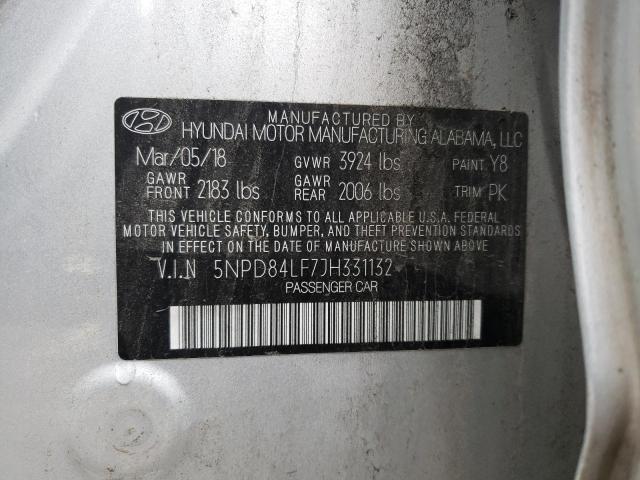 MANUFACTURED BY
HYUNDAI MOTOR MANUFACTURING ALABAMA, LLC
Mar/05/18 GVWR 3924 lbs PAINT Y8
GAWR FRONT 2183 lbs GAWR REAR 2006 lbs TRIM PK
THIS VEHICLE CONFORMS TO ALL APPLICABLE U.S.A. FEDERAL
MOTOR VEHICLE SAFETY, BUMPER, AND THEFT PREVENTION STANDARDS
IN EFFECT ON THE DATE OF MANUFACTURE SHOWN ABOVE.
V.I.N 5NPD84LF7JH331132
PASSENGER CAR